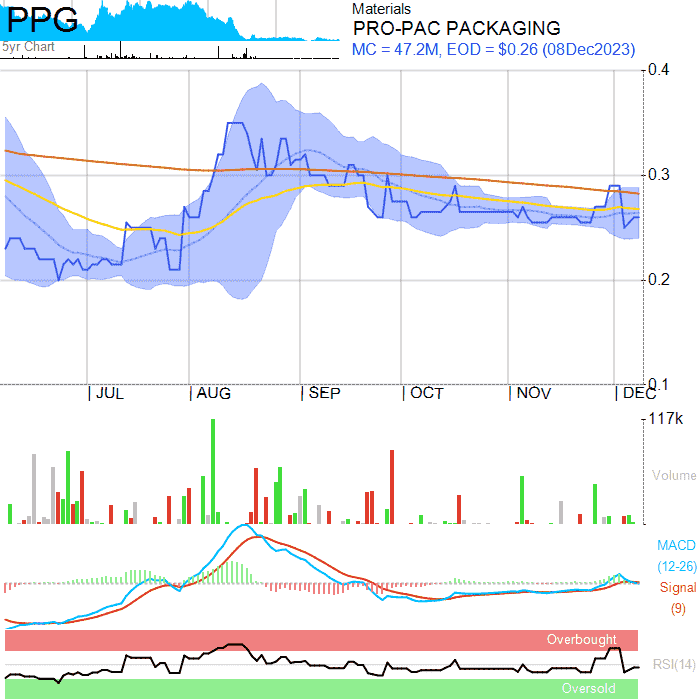 PPG
5yr Chart
Materials
PRO-PAC PACKAGING
MC = 47.2M, EOD = $0.26 (08Dec2023)
0.4
0.3
0.2
0.1
JUL AUG SEP OCT NOV DEC
117k
Volume
MACD
(12-26)
Signal
(9)
Overbought
RSI(14)
Oversold